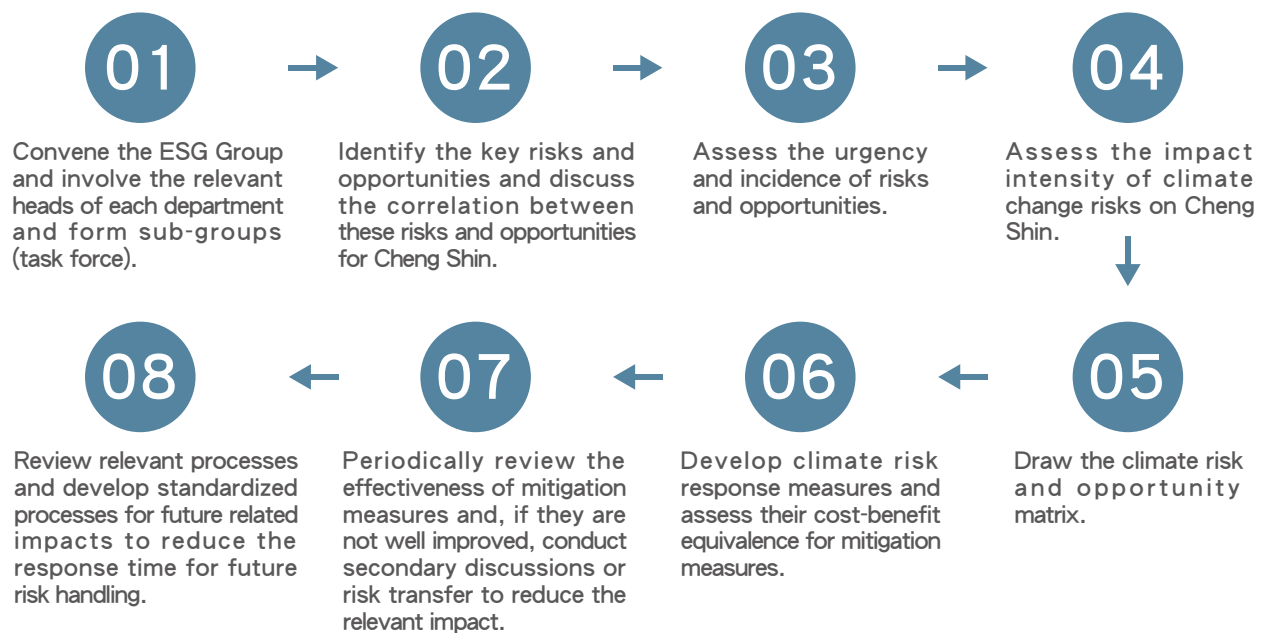 01
Convene the ESG Group
and involve the relevant
heads of each department
and form sub-groups
(task force).
02
Identify the key risks and
opportunities and discuss
the correlation between
these risks and opportunities
for Cheng Shin.
03
Assess the urgency
and incidence of risks
and opportunities.
04
Assess the impact
intensity of climate
change risks on Cheng
Shin.
05
Draw the climate risk
and opportunity
matrix.
06
Develop climate risk
response measures and
assess their cost-benefit
equivalence for mitigation
measures.
07
Periodically review the
effectiveness of mitigation
measures and, if they are
not well improved, conduct
secondary discussions or
risk transfer to reduce the
relevant impact.
08
Review relevant processes
and develop standardized
processes for future related
impacts to reduce the
response time for future
risk handling.